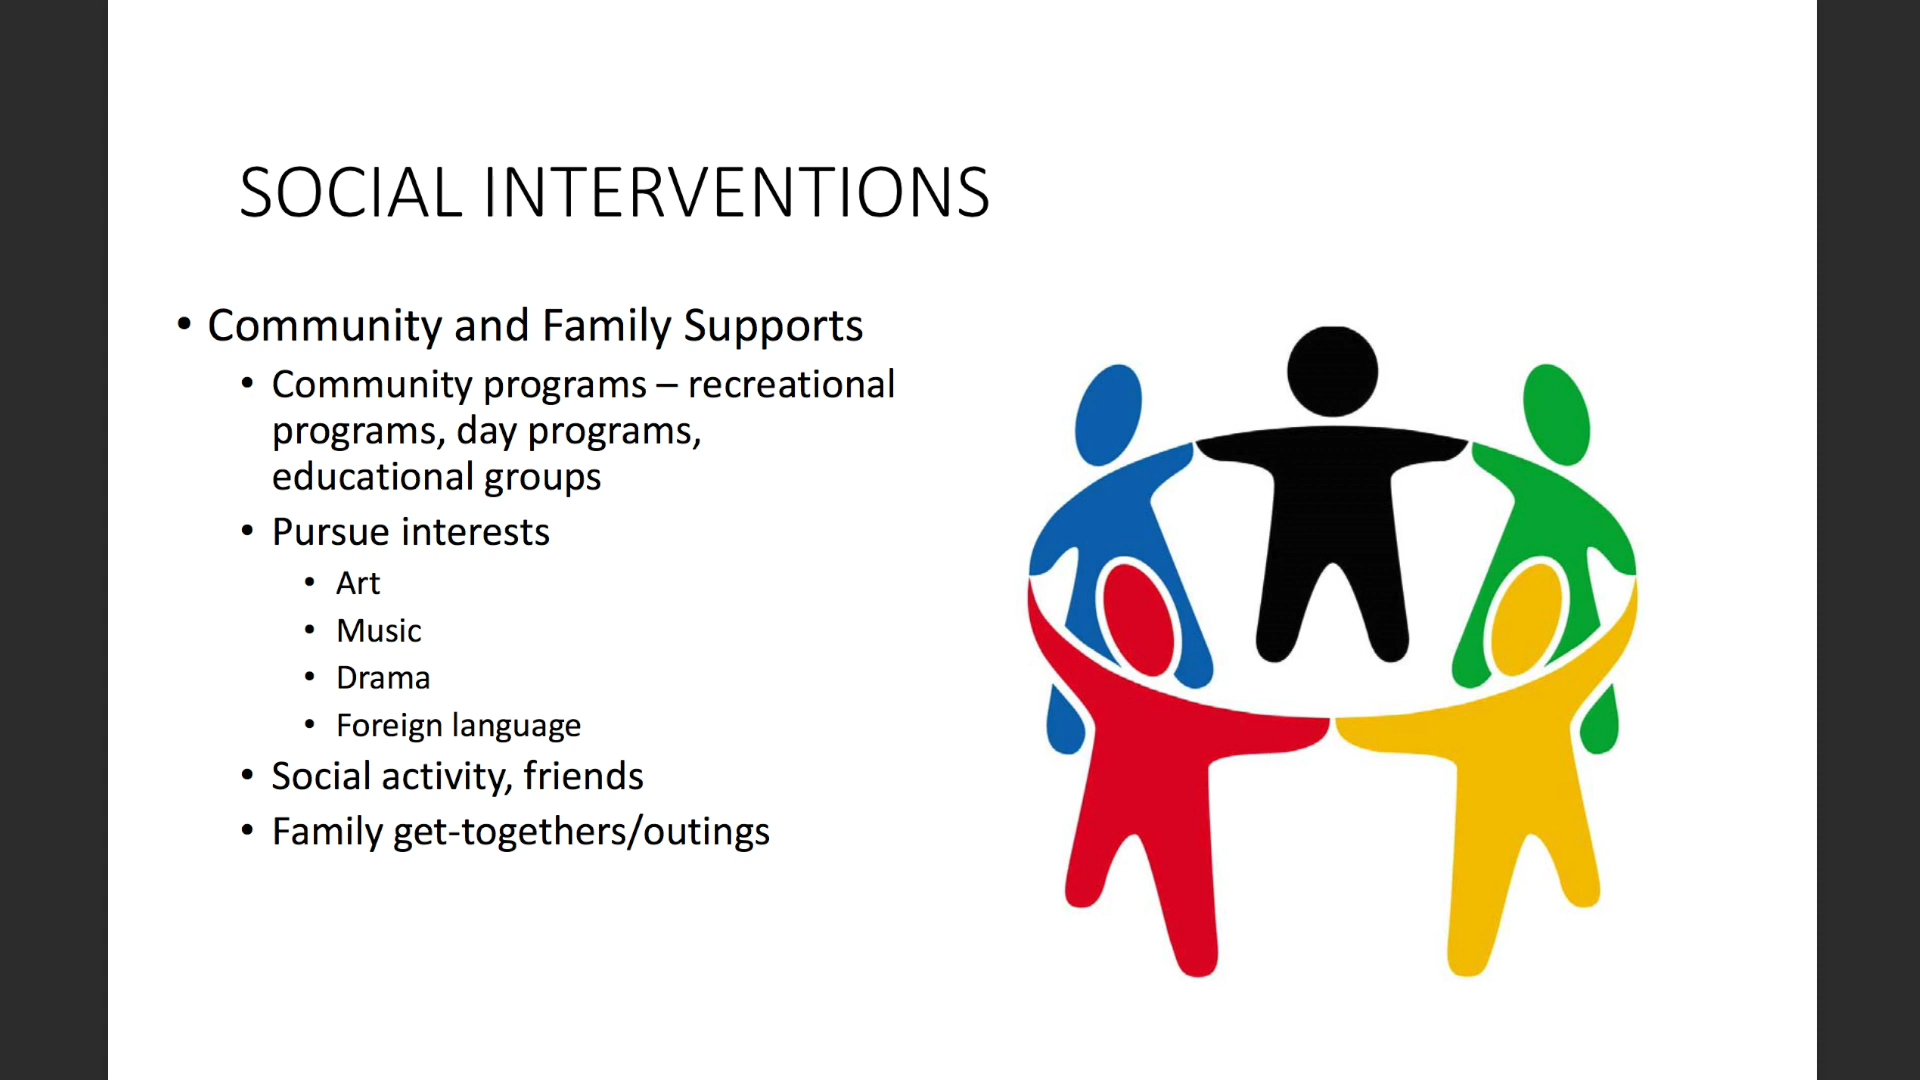 SOCIAL INTERVENTIONS
• Community and Family Supports
• Community programs – recreational
programs, day programs,
educational groups
• Pursue interests
• Art
• Music
• Drama
• Foreign language
• Social activity, friends
• Family get-togethers/outings